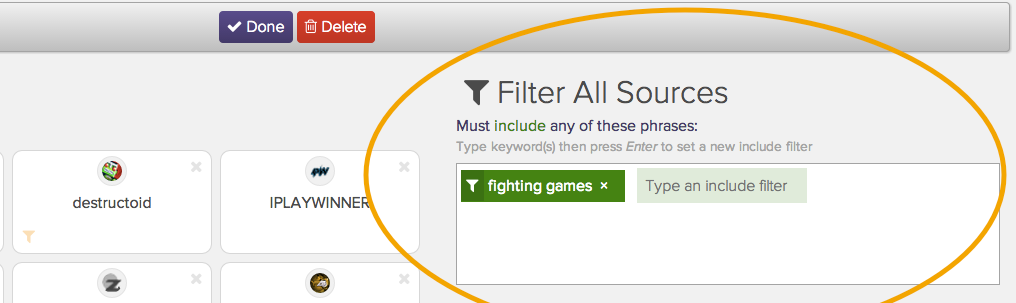 Done
Delete
Filter All Sources
Must include any of these phrases:
Type keyword(s) then press Enter to set a new include filter
destructoid
PW
IPLAYWINNER
fighting games ×
Type an include filter